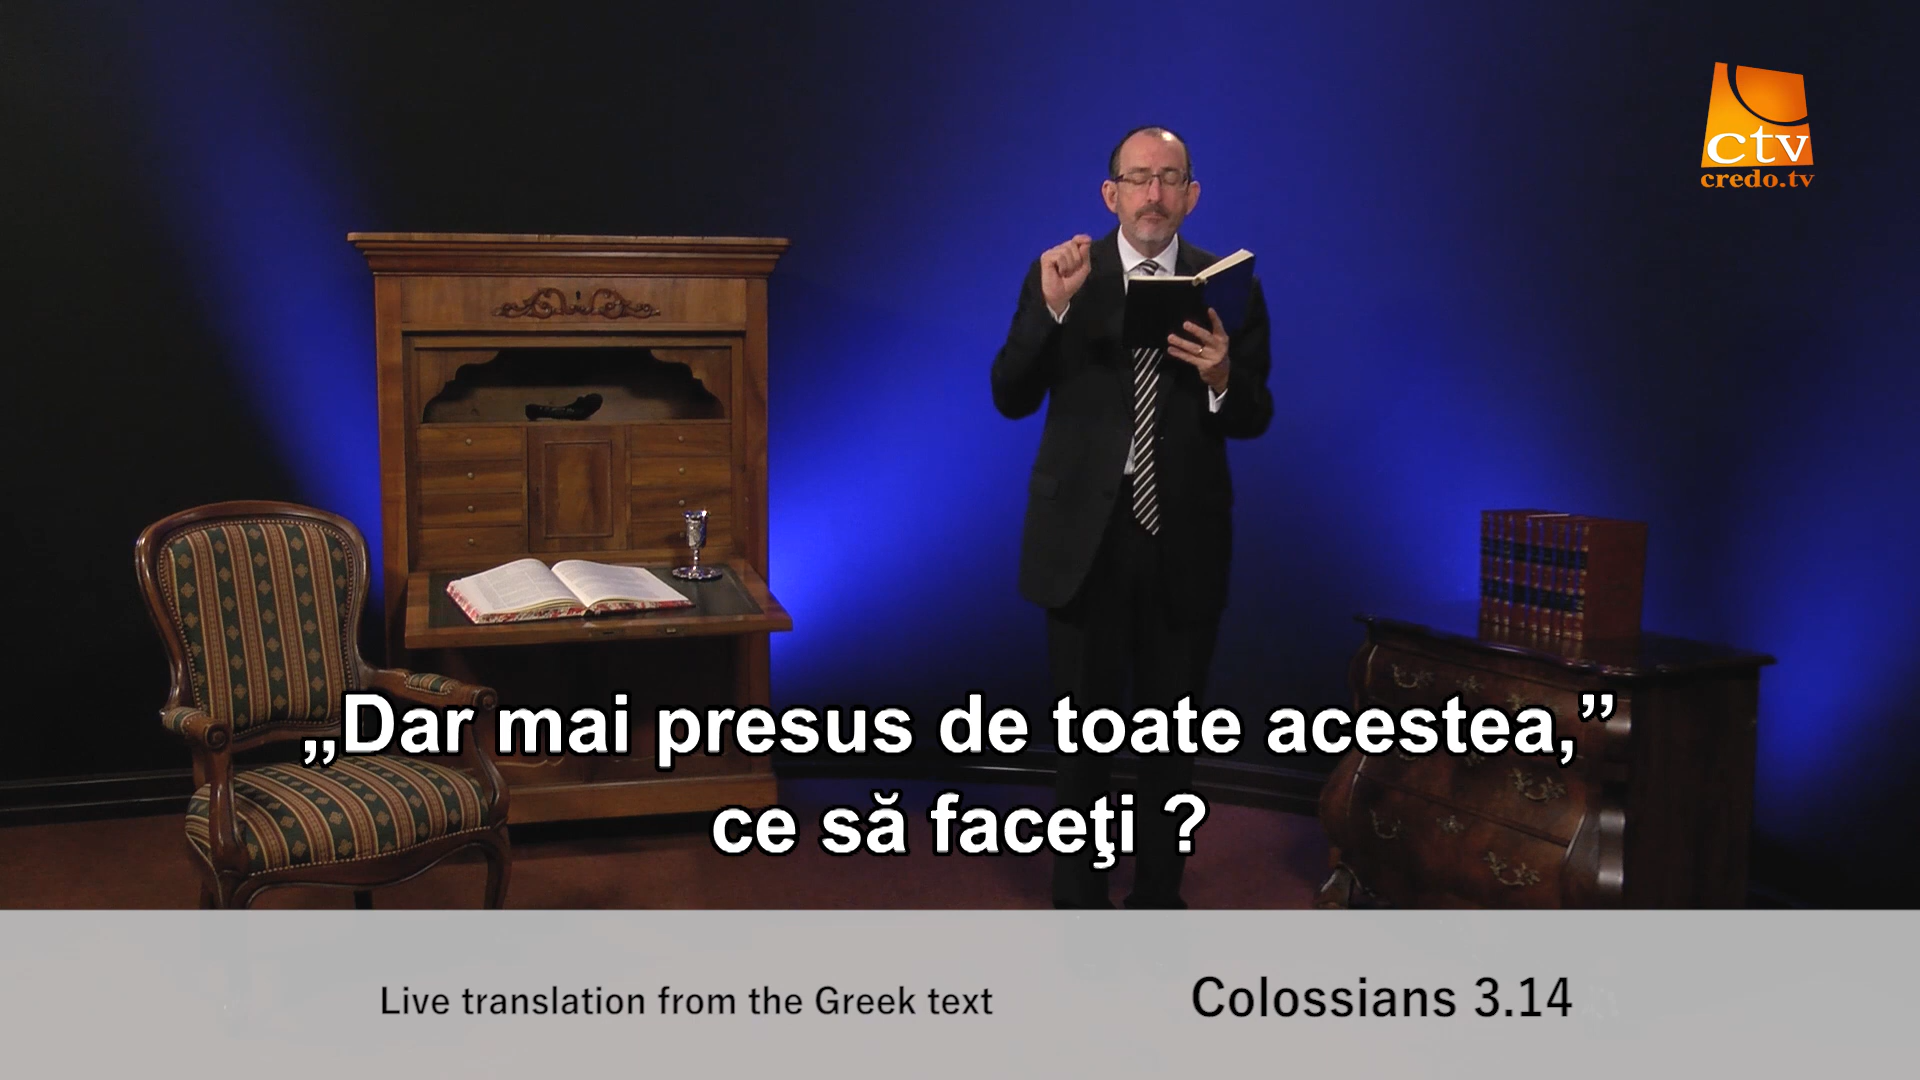 ctv
credo.tv
„Dar mai presus de toate acestea,”
ce să faceţi ?
Live translation from the Greek text
Colossians 3.14